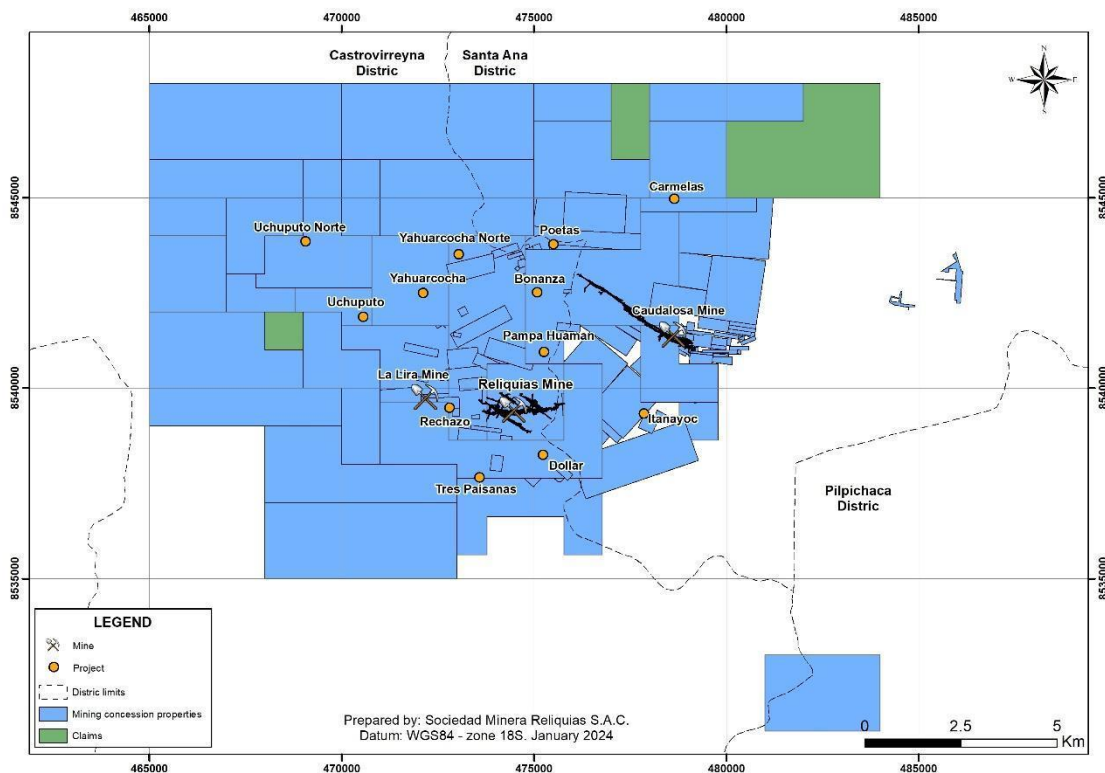 465000 470000 475000 480000 485000
Castrovirreyna
Distric
Santa Ana
Distric
N
W E
S
8545000 8545000
Carmelas
Uchuputo Norte
Yahuarcocha Norte
Poetas
Yahuarcocha
Bonanza
Uchuputo
Caudalosa Mine
Pampa Huaman
8540000 8540000
La Lira Mine
Reliquias Mine
Rechazo
Itanayoc
Dollar
Tres Paisanas
Pilpichaca
Distric
8535000 8535000
LEGEND
Mine
Project
Distric limits
Mining concession properties
Claims
Prepared by: Sociedad Minera Reliquias S.A.C.
Datum: WGS84 - zone 18S. January 2024
0 2.5 5
Km
465000 470000 475000 480000 485000